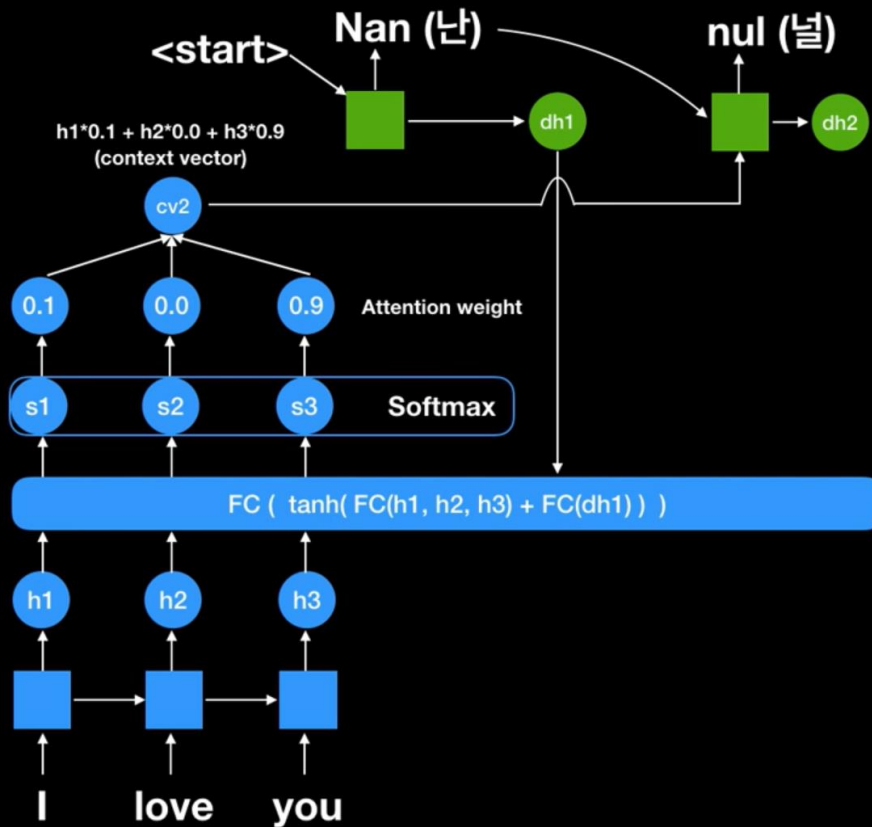 <start>
Nan (난)
nul (널)
h1*0.1 + h2*0.0 + h3*0.9
(context vector)
dh1
dh2
cv2
0.1
0.0
0.9
Attention weight
s1
s2
s3
Softmax
FC ( tanh( FC(h1, h2, h3) + FC(dh1) ) )
h1
h2
h3
I
love
you